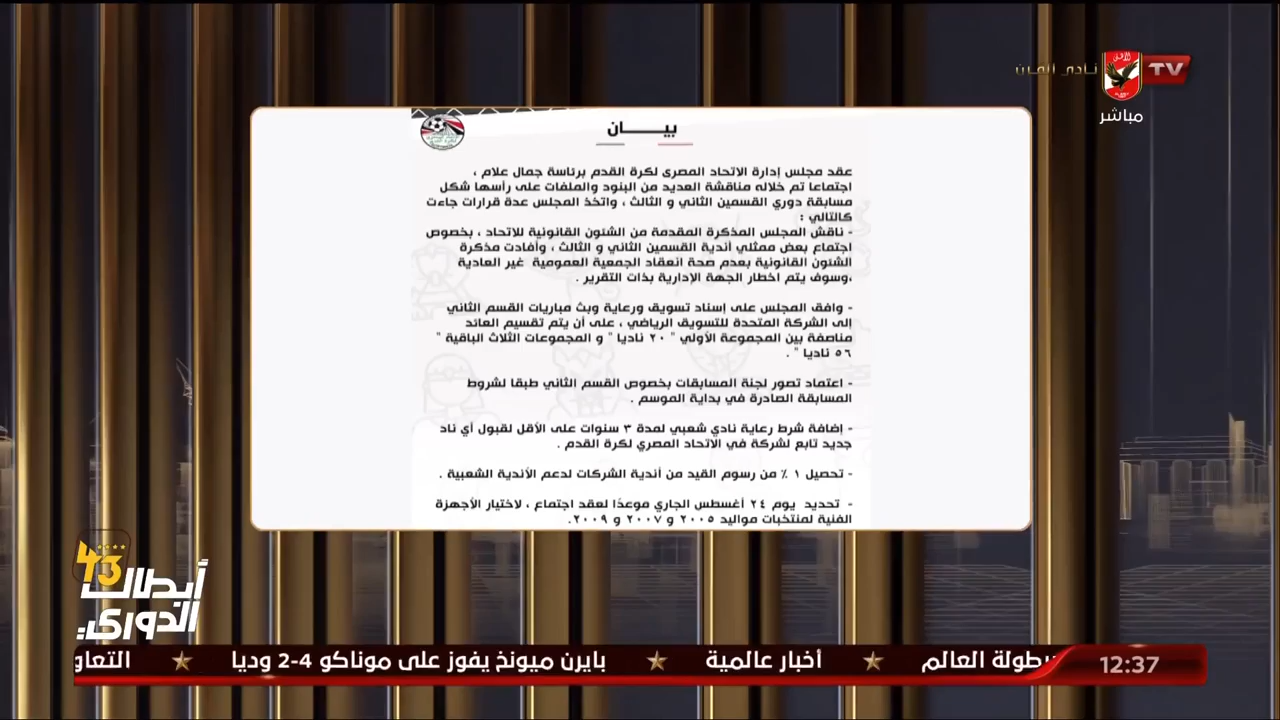 نادي القرن
TV
مباشر
بيـــــان
عقد مجلس إدارة الاتحاد المصرى لكرة القدم برئاسة جمال علام ،
اجتماعا تم خلاله مناقشة العديد من البنود والملفات على رأسها شكل
مسابقة دوري القسمين الثاني و الثالث ، واتخذ المجلس عدة قرارات جاءت
كالتالي :
- ناقش المجلس المذكرة المقدمة من الشئون القانونية للاتحاد ، بخصوص
اجتماع بعض ممثلي أندية القسمين الثاني و الثالث ، وأفادت مذكرة
الشئون القانونية بعدم صحة انعقاد الجمعية العمومية غير العادية
،وسوف يتم اخطار الجهة الإدارية بذات التقرير .
- وافق المجلس على إسناد تسويق ورعاية وبث مباريات القسم الثاني
إلى الشركة المتحدة للتسويق الرياضي ، على أن يتم تقسيم العائد
مناصفة بين المجموعة الأولي " ٢٠ ناديا " و المجموعات الثلاث الباقية "
٥٦ ناديا " .
- اعتماد تصور لجنة المسابقات بخصوص القسم الثاني طبقا لشروط
المسابقة الصادرة في بداية الموسم .
- إضافة شرط رعاية نادي شعبي لمدة ٣ سنوات على الأقل لقبول أي ناد
جديد تابع لشركة في الاتحاد المصري لكرة القدم .
- تحصيل ١ ٪ من رسوم القيد من أندية الشركات لدعم الأندية الشعبية .
- تحديد يوم ٢٤ أغسطس الجاري موعدًا لعقد اجتماع ، لاختيار الأجهزة
الفنية لمنتخبات مواليد ٢٠٠٥ و ٢٠٠٧ و ٢٠٠٩.
43
أبطال
الدوري
12:37
بطولة العالم ★ أخبار عالمية ★ بايرن ميونخ يفوز على موناكو 4-2 وديا ★ التعاو